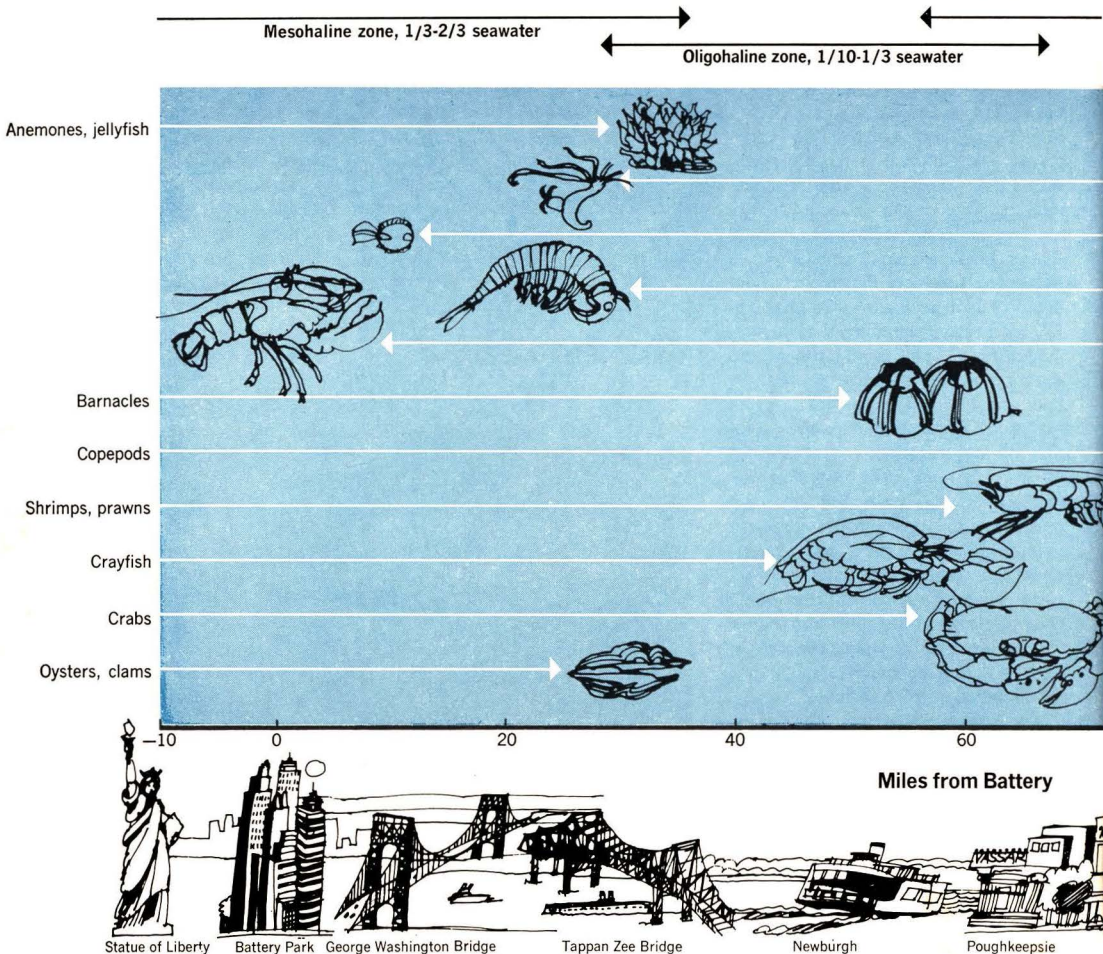 Mesohaline zone, 1/3-2/3 seawater
Oligohaline zone, 1/10-1/3 seawater
Anemones, jellyfish
Barnacles
Copepods
Shrimps, prawns
Crayfish
Crabs
Oysters, clams
−10 0 20 40 60
Miles from Battery
VASSAR
Statue of Liberty Battery Park George Washington Bridge Tappan Zee Bridge Newburgh Poughkeepsie